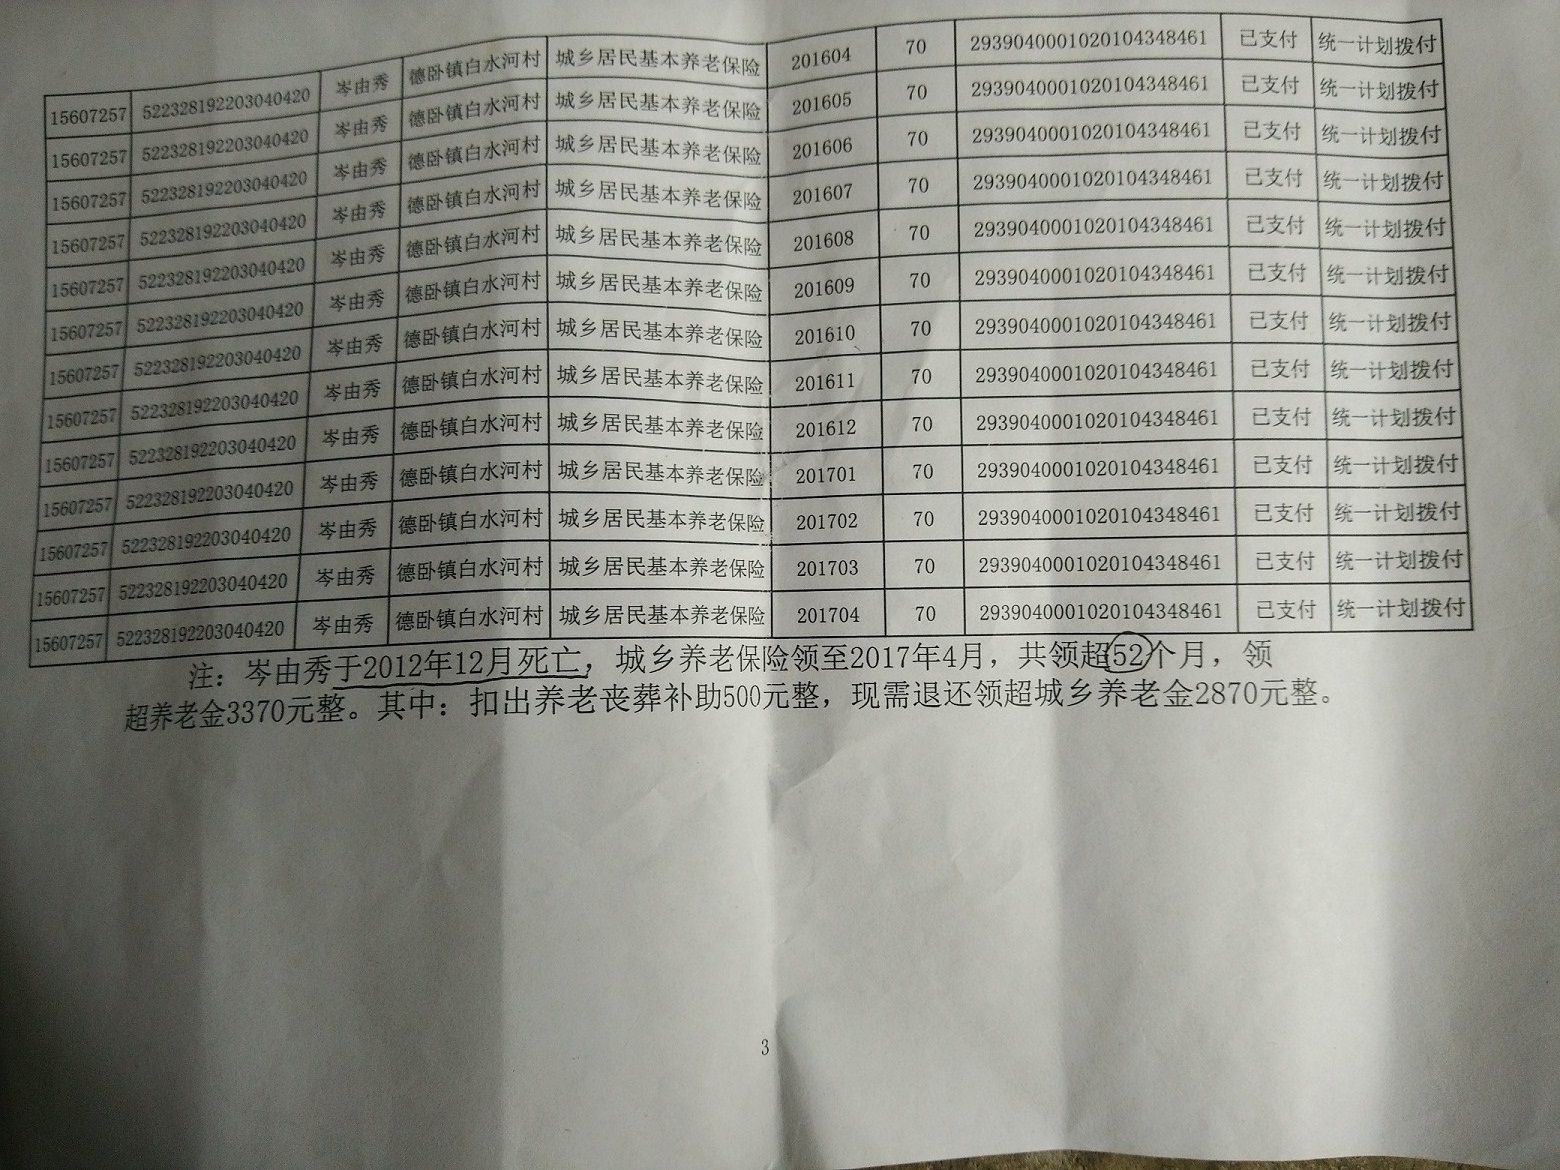 15607257 522328192203040420 岑由秀 德卧镇白水河村 城乡居民基本养老保险 201604 70 2939040001020104348461 已支付 统一计划拨付
15607257 522328192203040420 岑由秀 德卧镇白水河村 城乡居民基本养老保险 201605 70 2939040001020104348461 已支付 统一计划拨付
15607257 522328192203040420 岑由秀 德卧镇白水河村 城乡居民基本养老保险 201606 70 2939040001020104348461 已支付 统一计划拨付
15607257 522328192203040420 岑由秀 德卧镇白水河村 城乡居民基本养老保险 201607 70 2939040001020104348461 已支付 统一计划拨付
15607257 522328192203040420 岑由秀 德卧镇白水河村 城乡居民基本养老保险 201608 70 2939040001020104348461 已支付 统一计划拨付
15607257 522328192203040420 岑由秀 德卧镇白水河村 城乡居民基本养老保险 201609 70 2939040001020104348461 已支付 统一计划拨付
15607257 522328192203040420 岑由秀 德卧镇白水河村 城乡居民基本养老保险 201610 70 2939040001020104348461 已支付 统一计划拨付
15607257 522328192203040420 岑由秀 德卧镇白水河村 城乡居民基本养老保险 201611 70 2939040001020104348461 已支付 统一计划拨付
15607257 522328192203040420 岑由秀 德卧镇白水河村 城乡居民基本养老保险 201612 70 2939040001020104348461 已支付 统一计划拨付
15607257 522328192203040420 岑由秀 德卧镇白水河村 城乡居民基本养老保险 201701 70 2939040001020104348461 已支付 统一计划拨付
15607257 522328192203040420 岑由秀 德卧镇白水河村 城乡居民基本养老保险 201702 70 2939040001020104348461 已支付 统一计划拨付
15607257 522328192203040420 岑由秀 德卧镇白水河村 城乡居民基本养老保险 201703 70 2939040001020104348461 已支付 统一计划拨付
15607257 522328192203040420 岑由秀 德卧镇白水河村 城乡居民基本养老保险 201704 70 2939040001020104348461 已支付 统一计划拨付
注：岑由秀于2012年12月死亡，城乡养老保险领至2017年4月，共领超52个月，领
超养老金3370元整。其中：扣出养老丧葬补助500元整，现需退还领超城乡养老金2870元整。
3